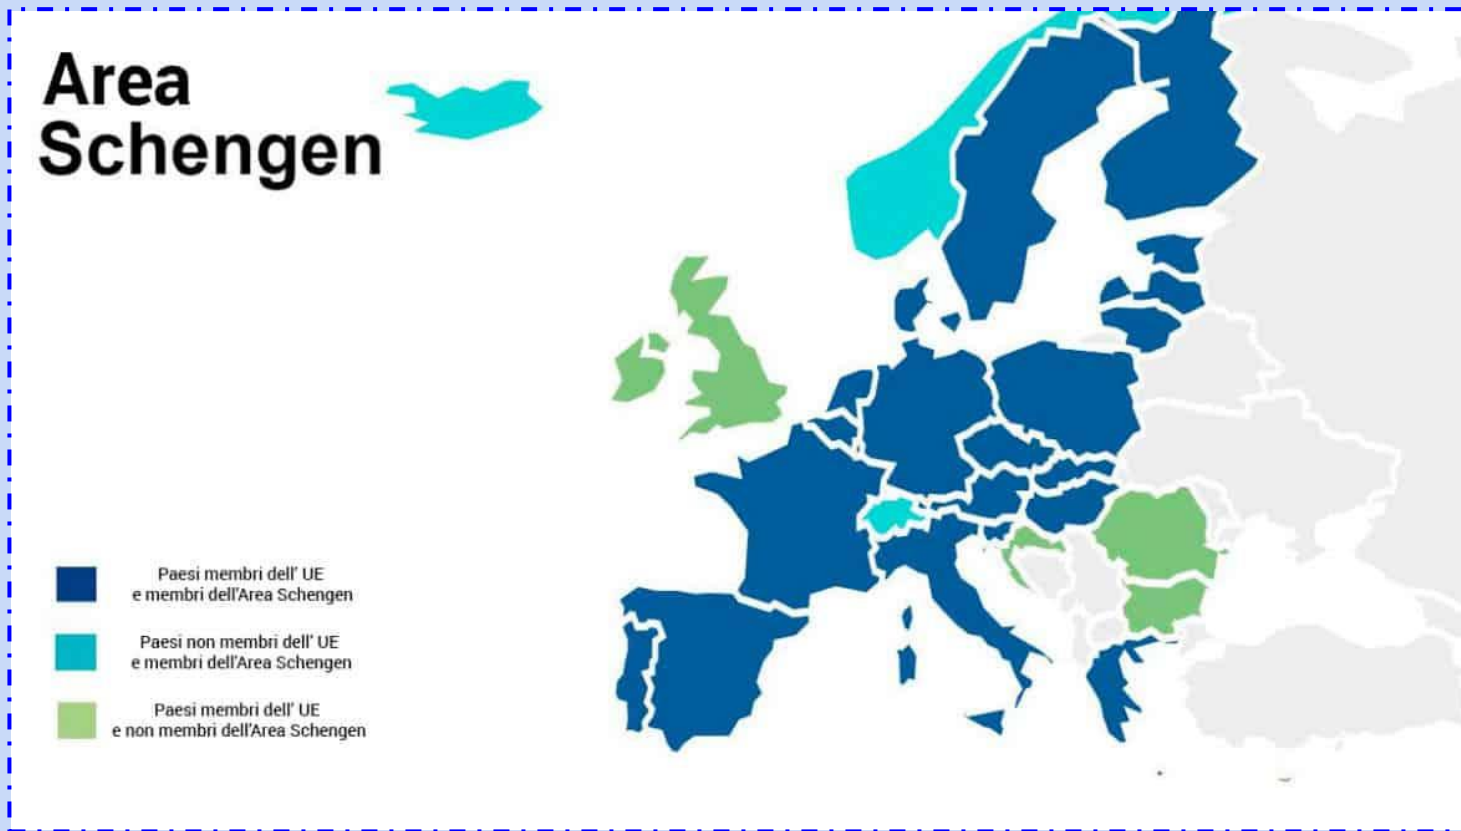 Area
Schengen
Paesi membri dell' UE
e membri dell'Area Schengen
Paesi non membri dell' UE
e membri dell'Area Schengen
Paesi membri dell' UE
e non membri dell'Area Schengen